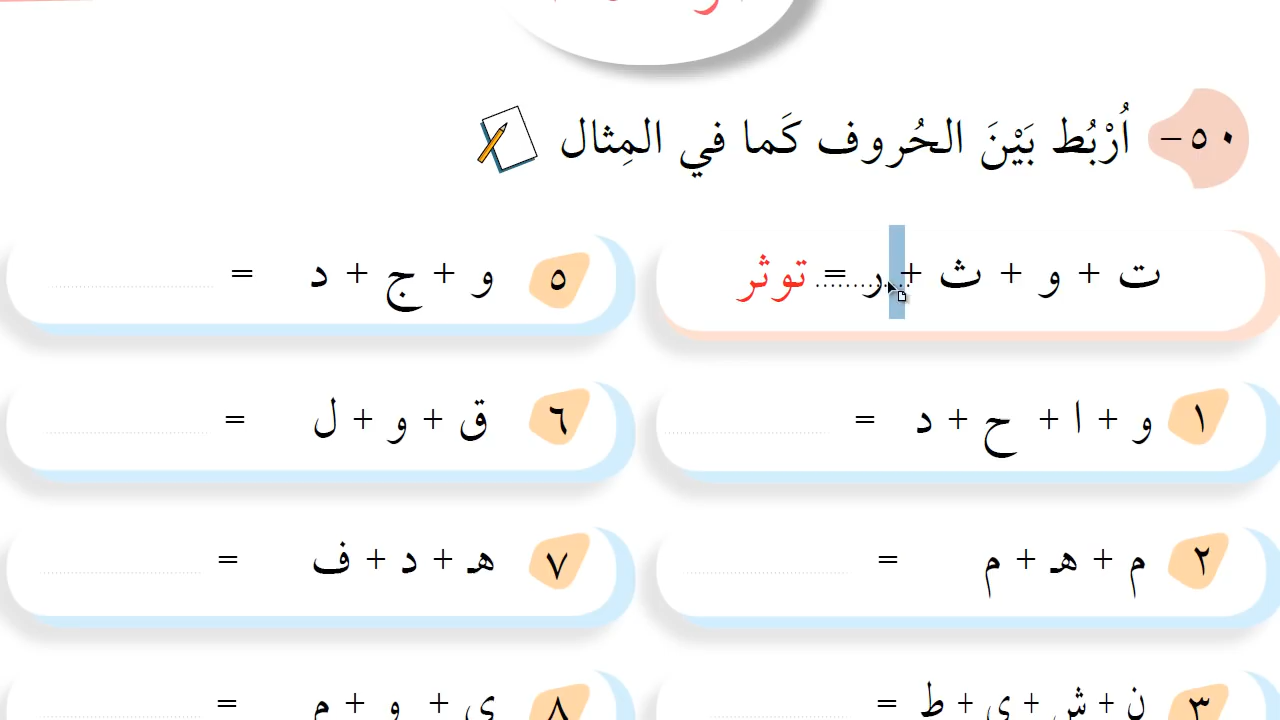 ٥٠- اُرْبُط بَيْنَ الحُروف كَما في المِثال
ت + و + ث + ر = توثر
٥ و + ج + د =
١ و + ا + ح + د =
٦ ق + و + ل =
٢ م + هـ + م =
٧ هـ + د + ف =
٣ ن + ش + ي + ط =
٨ ي + و + م =